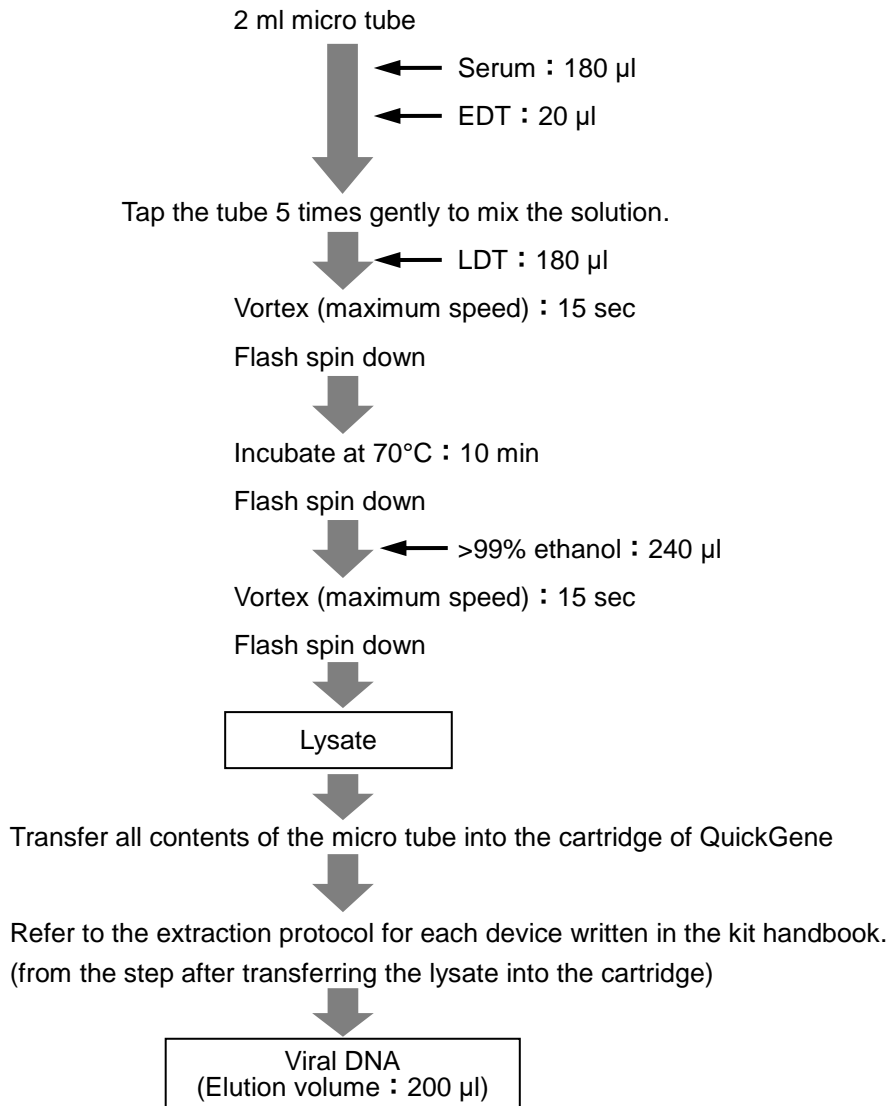 2 ml micro tube
Serum：180 µl
EDT：20 µl
Tap the tube 5 times gently to mix the solution.
LDT：180 µl
Vortex (maximum speed)：15 sec
Flash spin down
Incubate at 70°C：10 min
Flash spin down
>99% ethanol：240 µl
Vortex (maximum speed)：15 sec
Flash spin down
Lysate
Transfer all contents of the micro tube into the cartridge of QuickGene
Refer to the extraction protocol for each device written in the kit handbook.
(from the step after transferring the lysate into the cartridge)
Viral DNA
(Elution volume：200 µl)